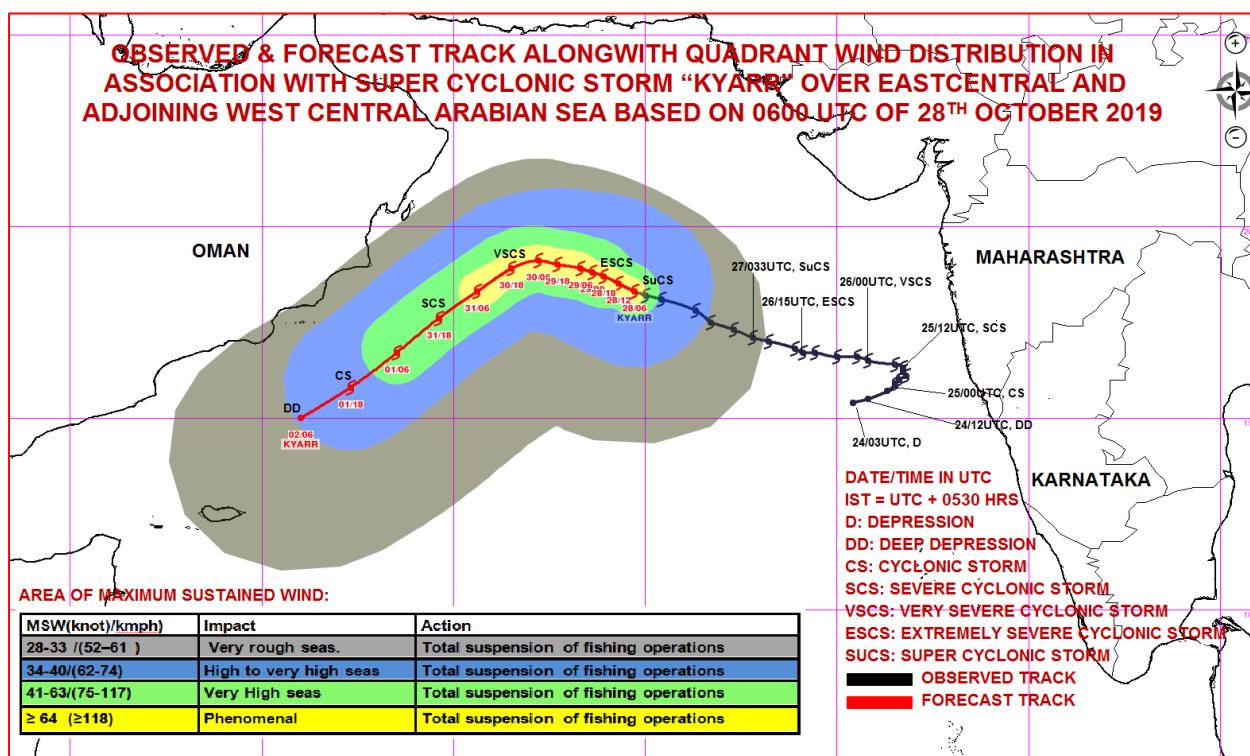 OBSERVED & FORECAST TRACK ALONGWITH QUADRANT WIND DISTRIBUTION IN
ASSOCIATION WITH SUPER CYCLONIC STORM “KYARR” OVER EASTCENTRAL AND
ADJOINING WEST CENTRAL ARABIAN SEA BASED ON 0600 UTC OF 28TH OCTOBER 2019
OMAN
MAHARASHTRA
KARNATAKA
VSCS
ESCS
SuCS
SCS
CS
DD
30/06
30/18
29/18
29/06
28/18
28/12
28/06
KYARR
31/06
31/18
01/06
01/18
02/06
KYARR
27/033UTC, SuCS
26/15UTC, ESCS
26/00UTC, VSCS
25/12UTC, SCS
25/00UTC, CS
24/12UTC, DD
24/03UTC, D
DATE/TIME IN UTC
IST = UTC + 0530 HRS
D: DEPRESSION
DD: DEEP DEPRESSION
CS: CYCLONIC STORM
SCS: SEVERE CYCLONIC STORM
VSCS: VERY SEVERE CYCLONIC STORM
ESCS: EXTREMELY SEVERE CYCLONIC STORM
SUCS: SUPER CYCLONIC STORM
OBSERVED TRACK
FORECAST TRACK
AREA OF MAXIMUM SUSTAINED WIND:
MSW(knot)/kmph) Impact Action
28-33 /(52–61 ) Very rough seas. Total suspension of fishing operations
34-40/(62-74) High to very high seas Total suspension of fishing operations
41-63/(75-117) Very High seas Total suspension of fishing operations
≥ 64 (≥118) Phenomenal Total suspension of fishing operations